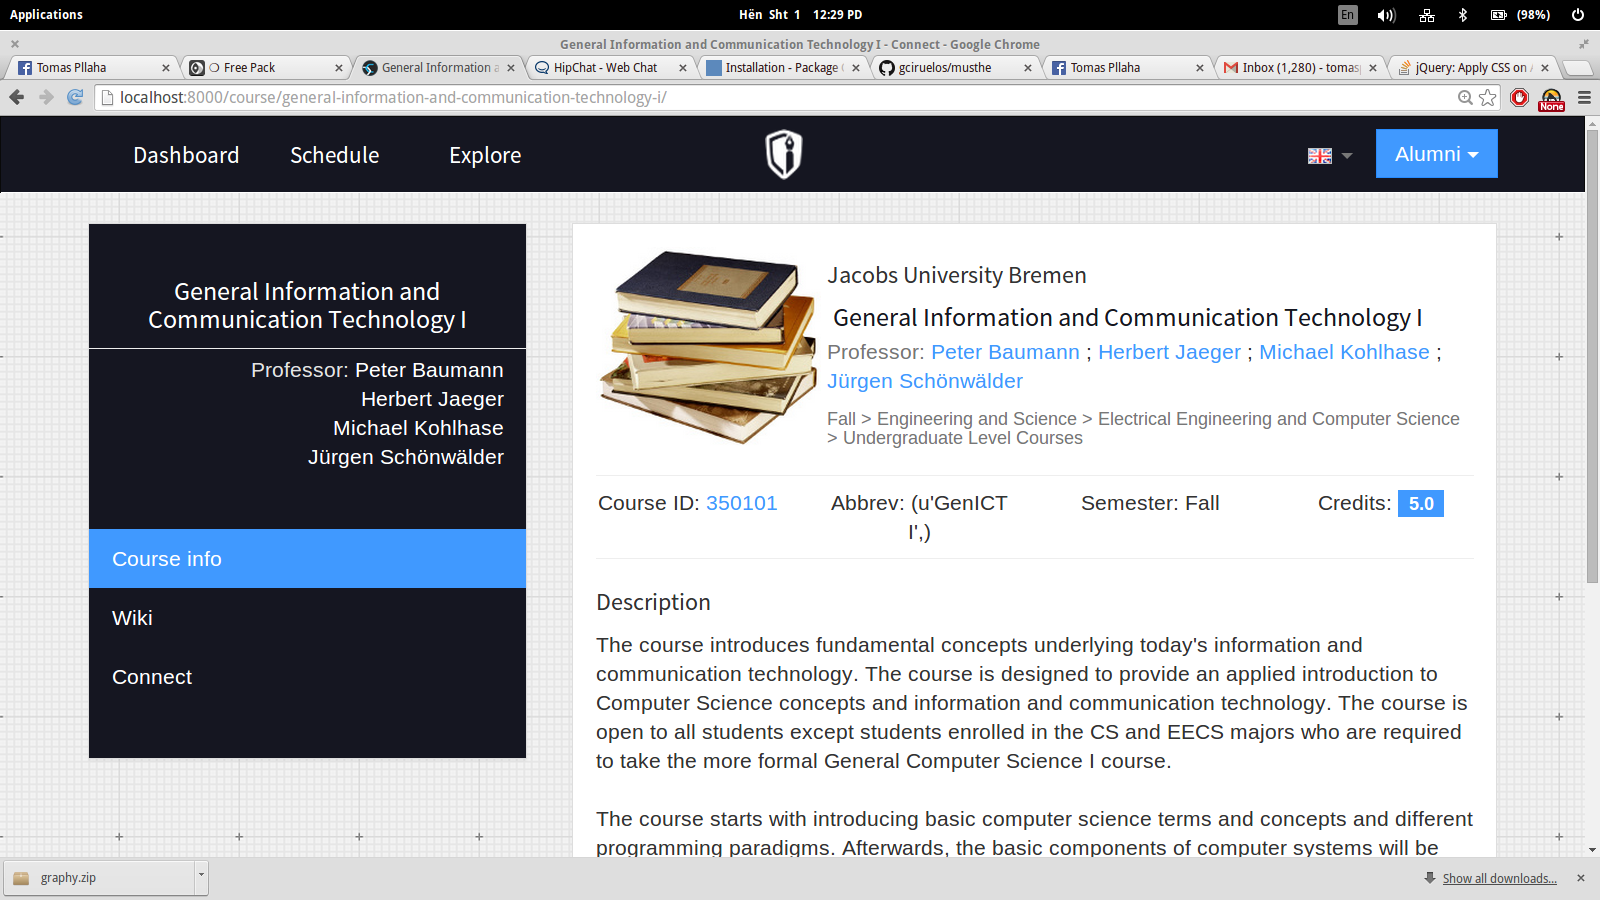 Applications
Hën Sht 1 12:29 PD
En
(98%)
General Information and Communication Technology I - Connect - Google Chrome
Tomas Pllaha
Free Pack
General Information a
HipChat - Web Chat
Installation - Package
gciruelos/musthe
Tomas Pllaha
Inbox (1,280) - tomas
jQuery: Apply CSS on
localhost:8000/course/general-information-and-communication-technology-i/
None
Dashboard
Schedule
Explore
Alumni
General Information and
Communication Technology I
Professor: Peter Baumann
Herbert Jaeger
Michael Kohlhase
Jürgen Schönwälder
Course info
Wiki
Connect
Jacobs University Bremen
General Information and Communication Technology I
Professor: Peter Baumann ; Herbert Jaeger ; Michael Kohlhase ;
Jürgen Schönwälder
Fall > Engineering and Science > Electrical Engineering and Computer Science
> Undergraduate Level Courses
Course ID: 350101
Abbrev: (u'GenICT
I',)
Semester: Fall
Credits: 5.0
Description
The course introduces fundamental concepts underlying today's information and
communication technology. The course is designed to provide an applied introduction to
Computer Science concepts and information and communication technology. The course is
open to all students except students enrolled in the CS and EECS majors who are required
to take the more formal General Computer Science I course.
The course starts with introducing basic computer science terms and concepts and different
programming paradigms. Afterwards, the basic components of computer systems will be
graphy.zip
Show all downloads...